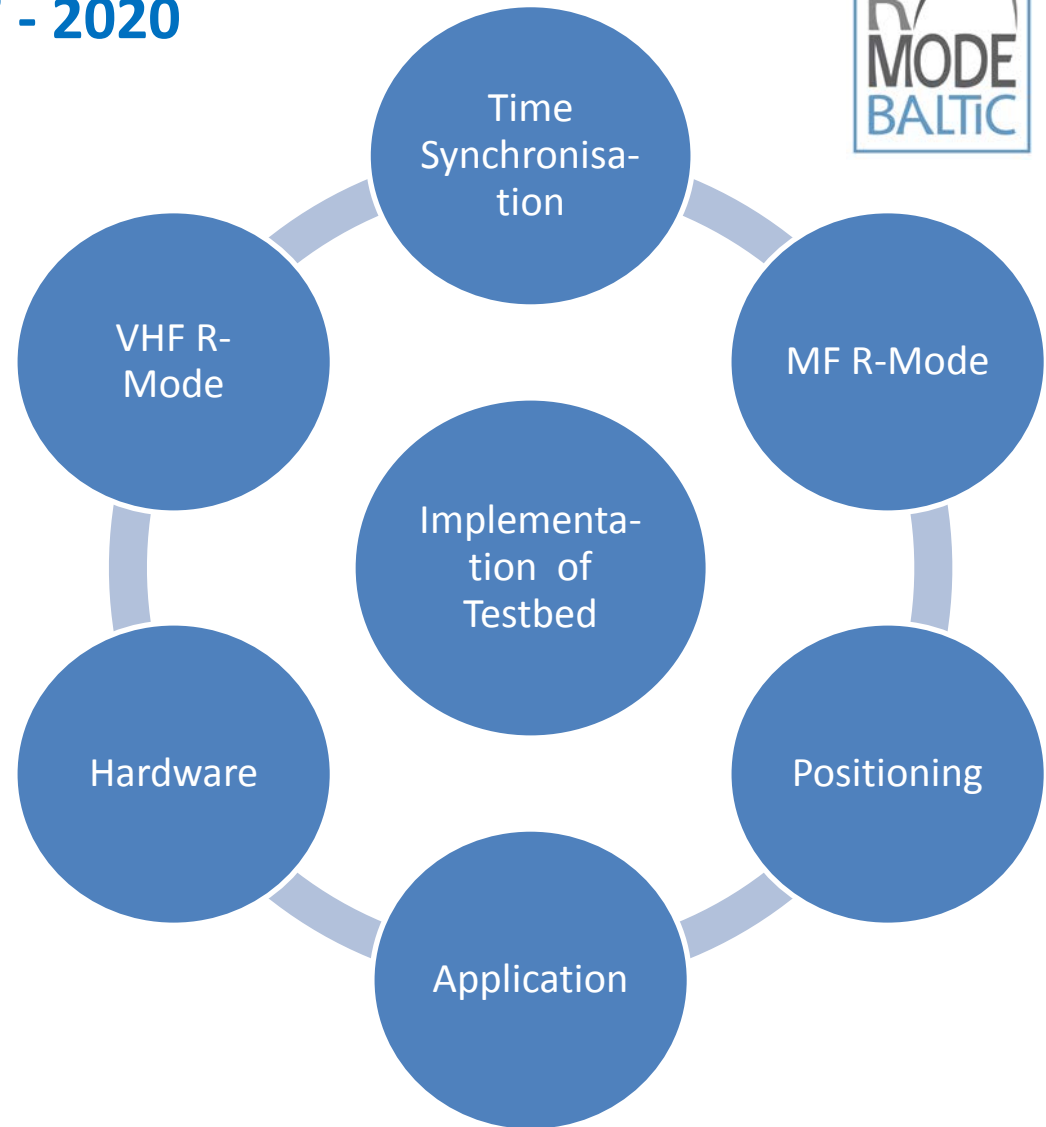 - 2020
MODE
BALTIC
Time
Synchronisa-
tion
VHF R-
Mode
MF R-Mode
Implementa-
tion of
Testbed
Hardware
Positioning
Application